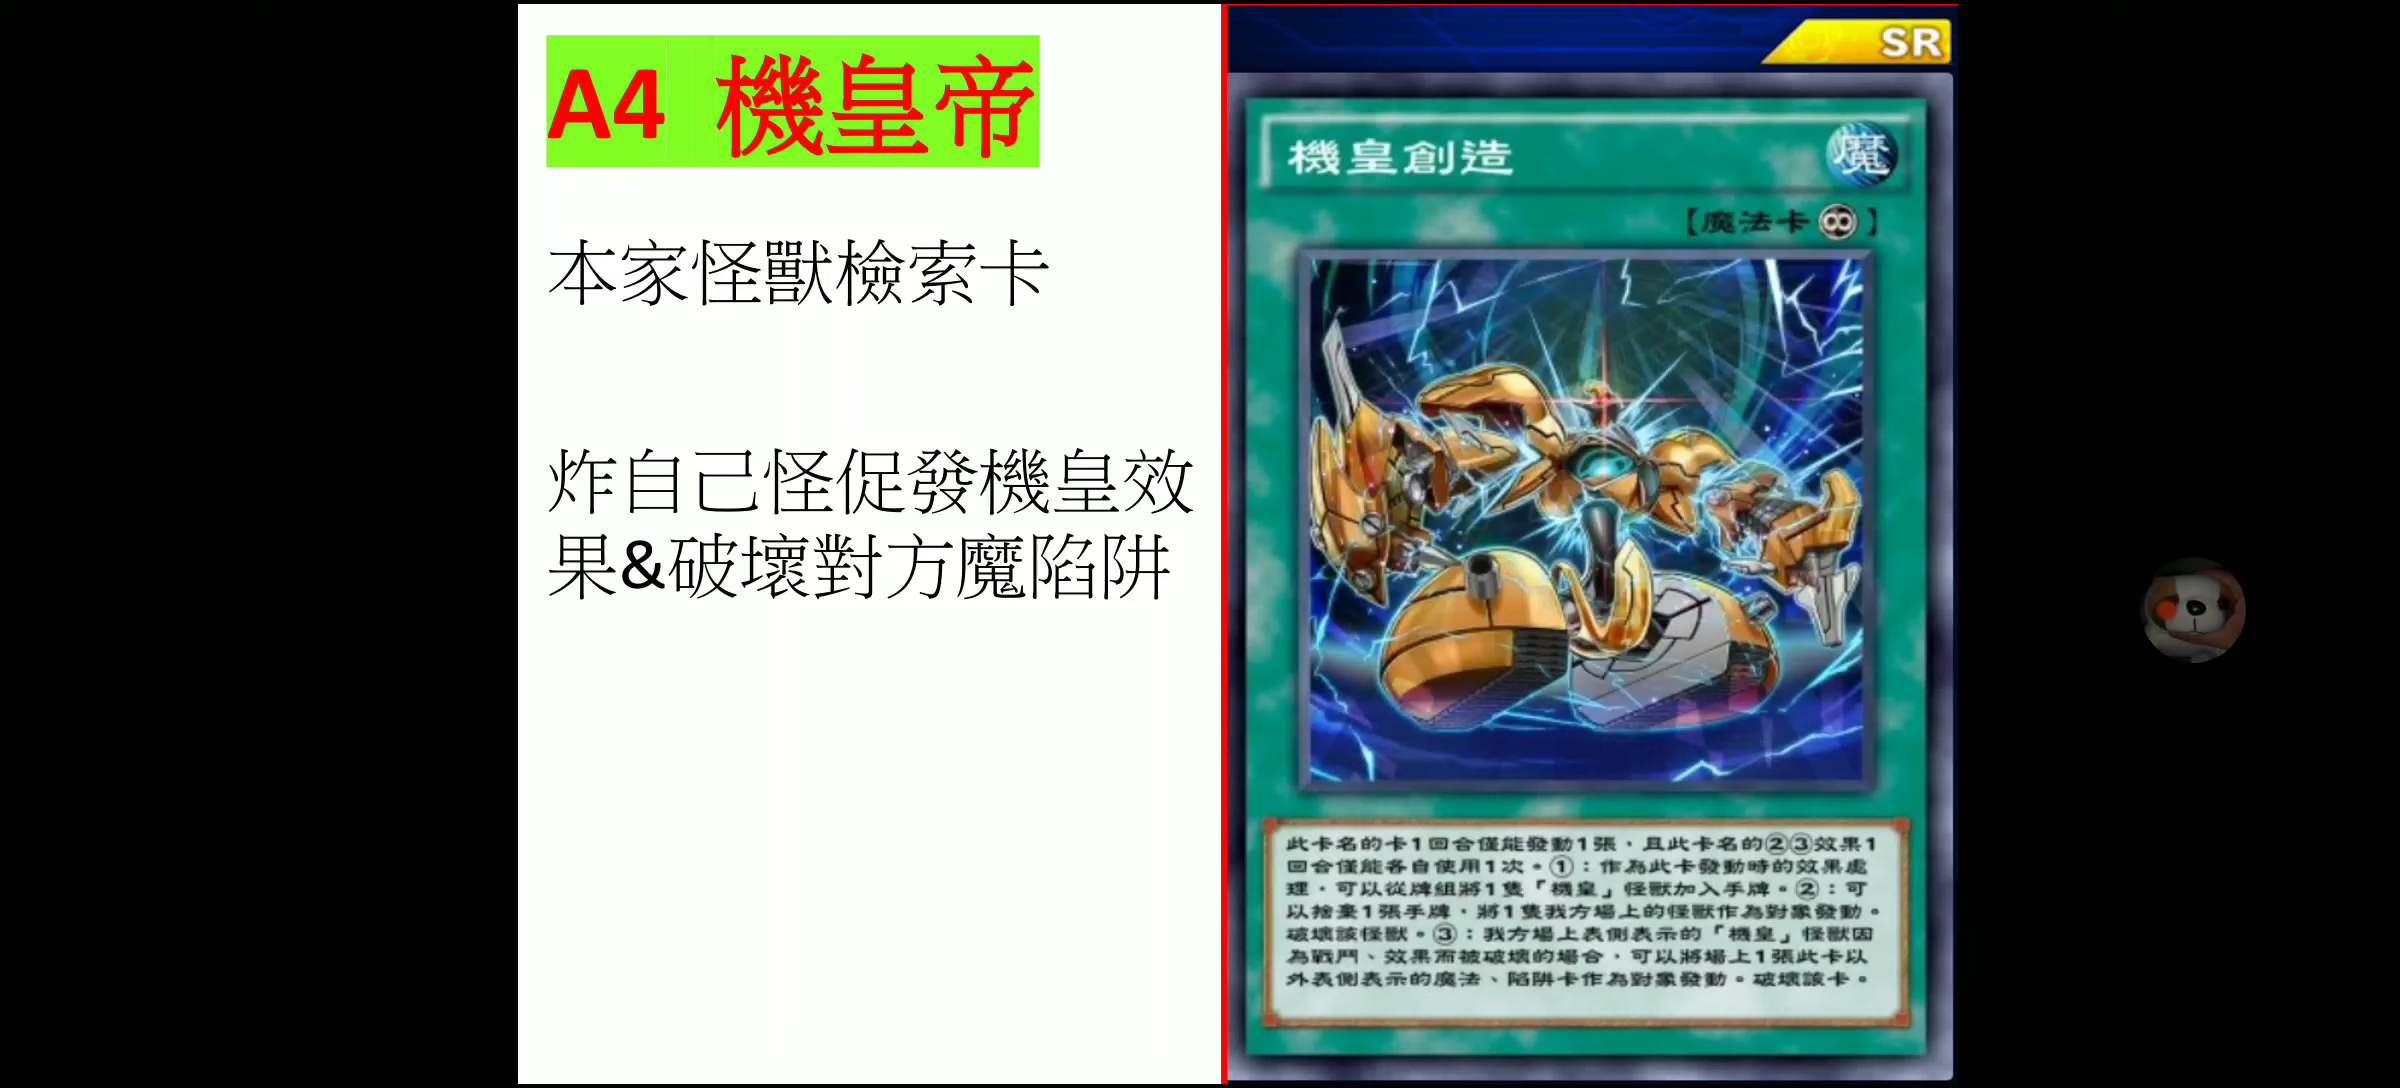 A4 機皇帝
本家怪獸檢索卡
炸自己怪促發機皇效
果&破壞對方魔陷阱
SR
機皇創造
魔
【魔法卡∞】
此卡名的卡1回合僅能發動1張，且此卡名的②③效果1
回合僅能各自使用1次。①：作為此卡發動時的效果處
理，可以從牌組將1隻「機皇」怪獸加入手牌。②：可
以捨棄1張手牌，將1隻我方場上的怪獸作為對象發動。
破壞該怪獸。③：我方場上表側表示的「機皇」怪獸因
為戰鬥、效果而被破壞的場合，可以將場上1張此卡以
外表側表示的魔法、陷阱卡作為對象發動。破壞該卡。